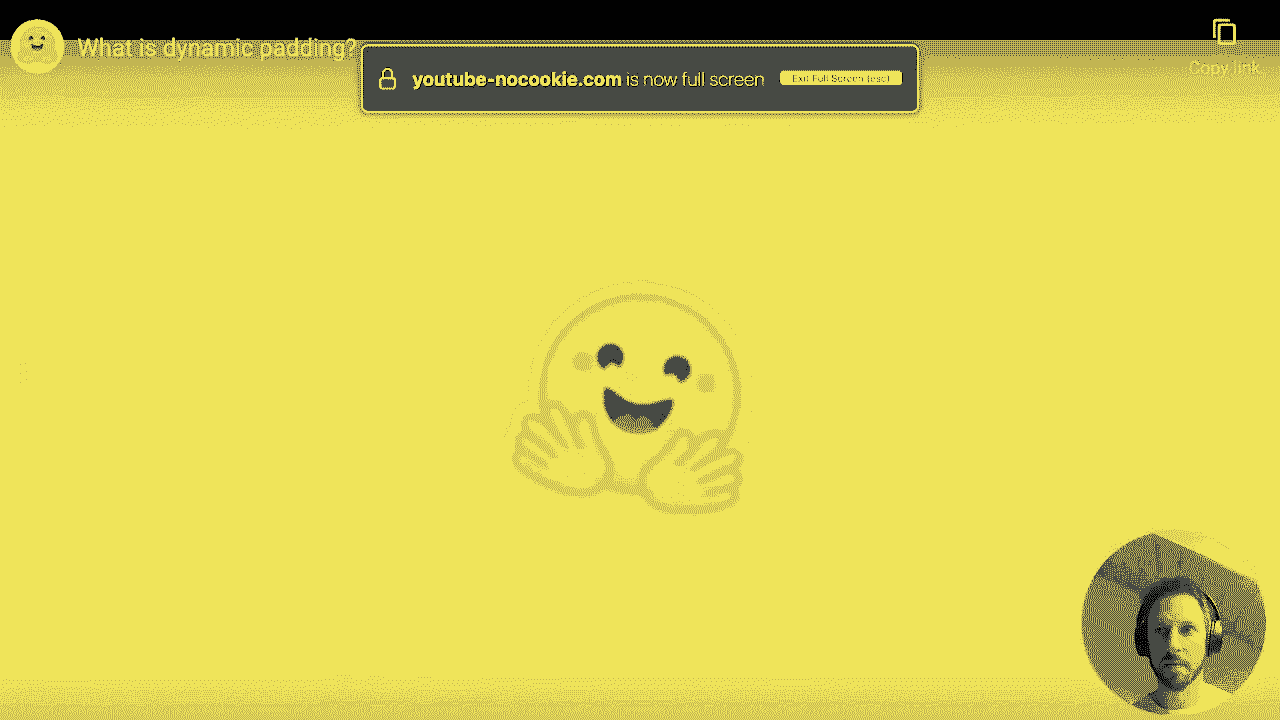 What is dynamic padding?
youtube-nocookie.com is now full screen
Exit Full Screen (esc)
Copy link